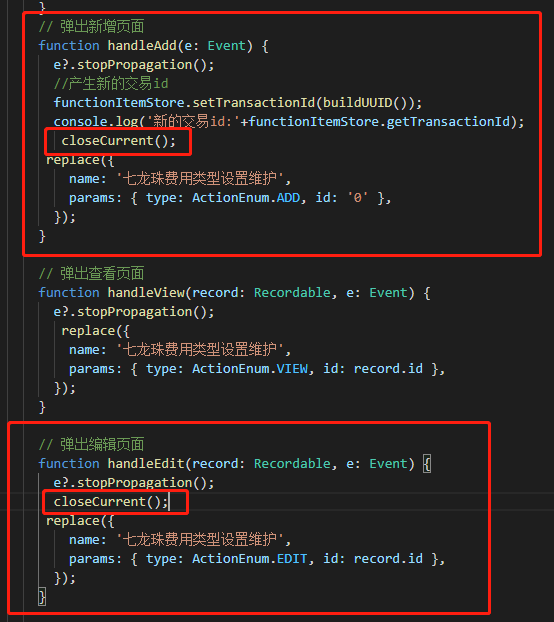 }
// 弹出新增页面
function handleAdd(e: Event) {
e?.stopPropagation();
//产生新的交易id
functionItemStore.setTransactionId(buildUUID());
console.log('新的交易id:'+functionItemStore.getTransactionId);
closeCurrent();
replace({
name: '七龙珠费用类型设置维护',
params: { type: ActionEnum.ADD, id: '0' },
});
}
// 弹出查看页面
function handleView(record: Recordable, e: Event) {
e?.stopPropagation();
replace({
name: '七龙珠费用类型设置维护',
params: { type: ActionEnum.VIEW, id: record.id },
});
}
// 弹出编辑页面
function handleEdit(record: Recordable, e: Event) {
e?.stopPropagation();
closeCurrent();
replace({
name: '七龙珠费用类型设置维护',
params: { type: ActionEnum.EDIT, id: record.id },
});
}